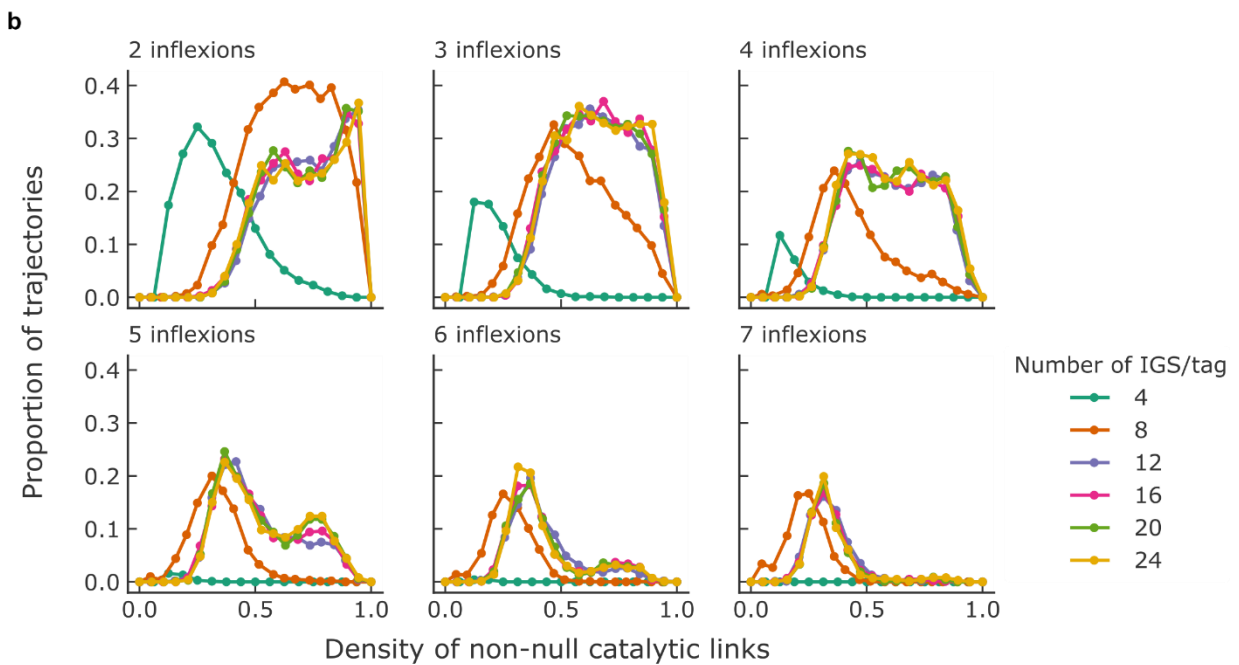 b
2 inflexions
3 inflexions
4 inflexions
0.4
0.3
0.2
0.1
0.0
5 inflexions
6 inflexions
7 inflexions
0.4
0.3
0.2
0.1
0.0
0.0 0.5 1.0
0.0 0.5 1.0
0.0 0.5 1.0
Proportion of trajectories
Density of non-null catalytic links
Number of IGS/tag
4
8
12
16
20
24